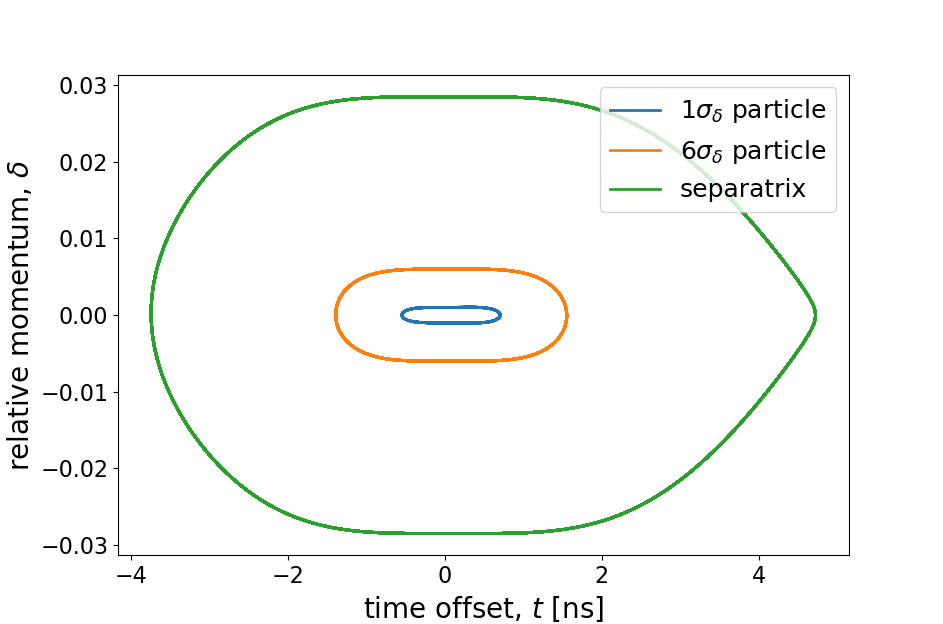 0.03
0.02
0.01
0.00
−0.01
−0.02
−0.03
relative momentum, δ
1σδ particle
6σδ particle
separatrix
−4 −2 0 2 4
time offset, t [ns]